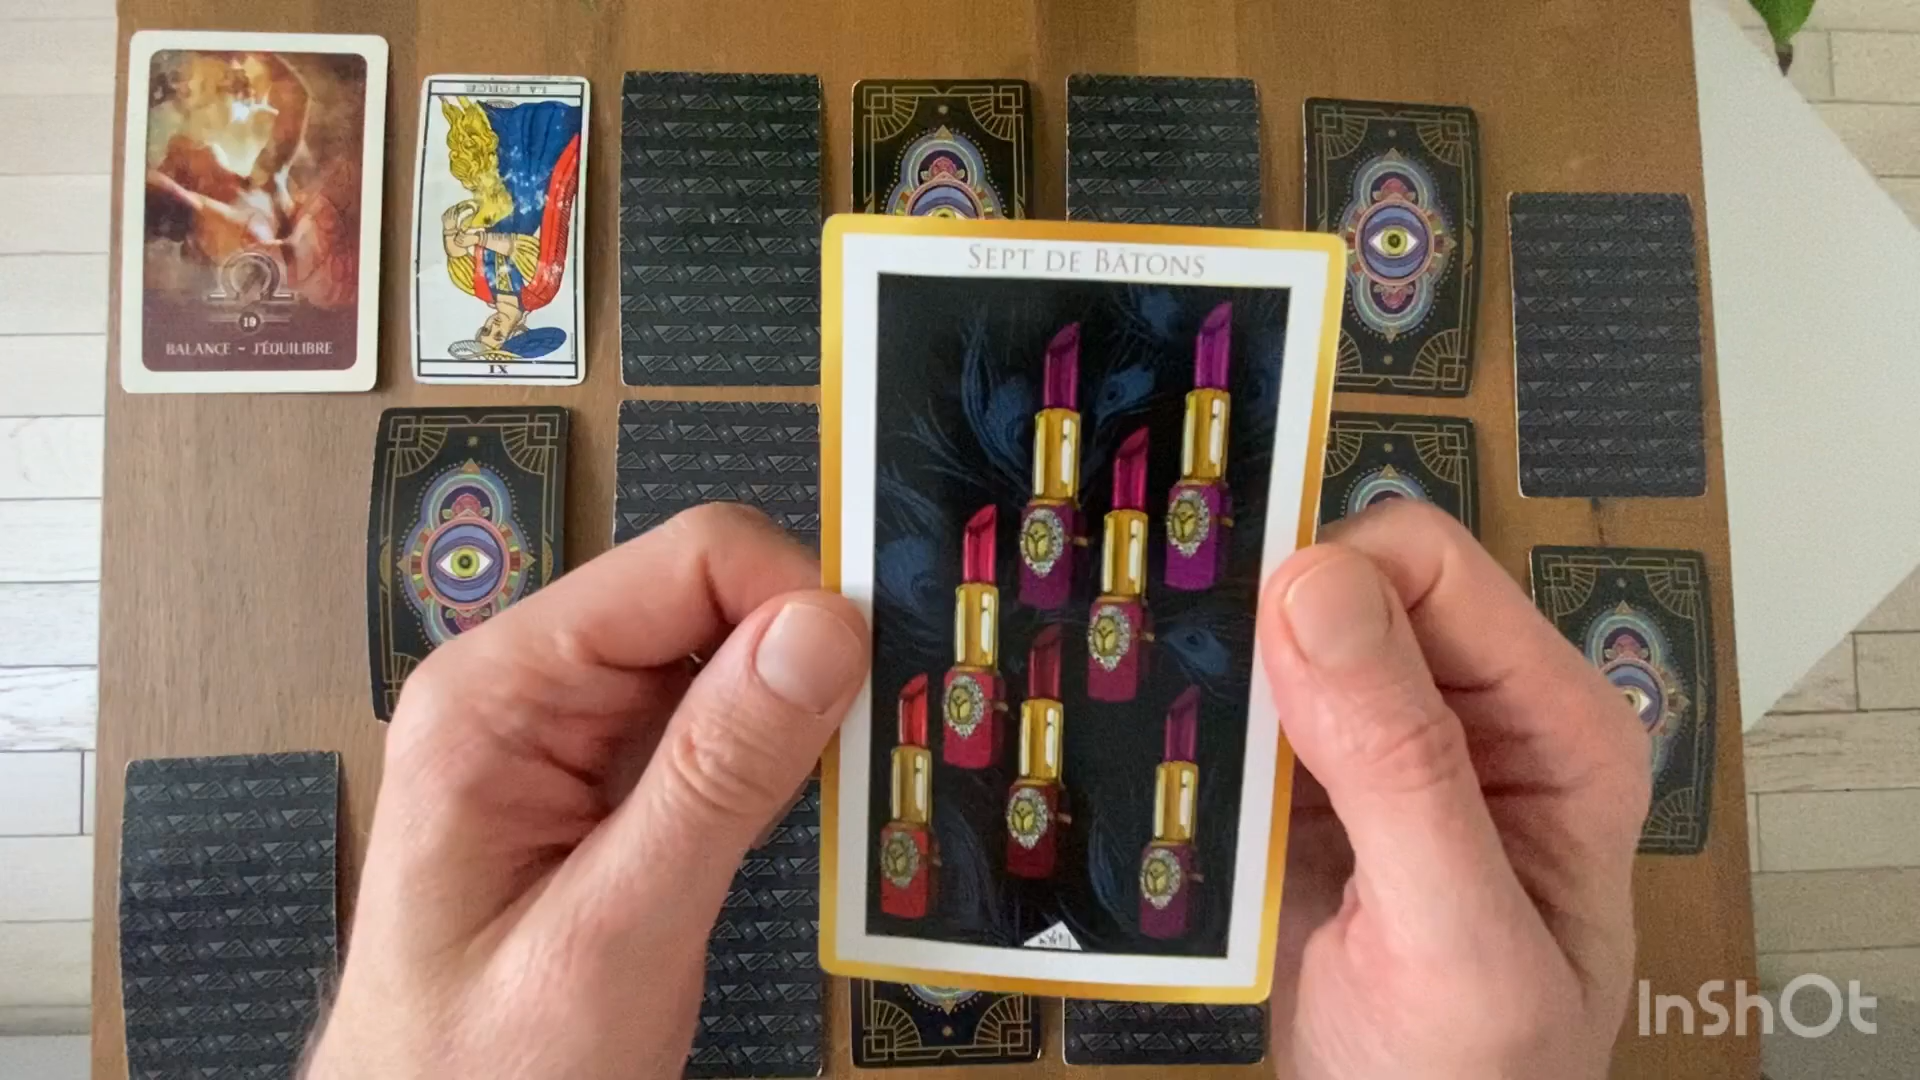 LA FORCE
SEPT DE BÂTONS
19
BALANCE - J'ÉQUILIBRE
XI
INSHOT